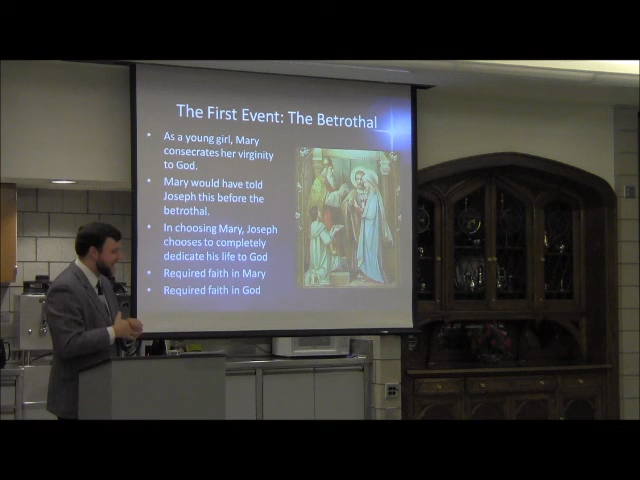 The First Event: The Betrothal
• As a young girl, Mary
consecrates her virginity
to God.
• Mary would have told
Joseph this before the
betrothal.
• In choosing Mary, Joseph
chooses to completely
dedicate his life to God
• Required faith in Mary
• Required faith in God